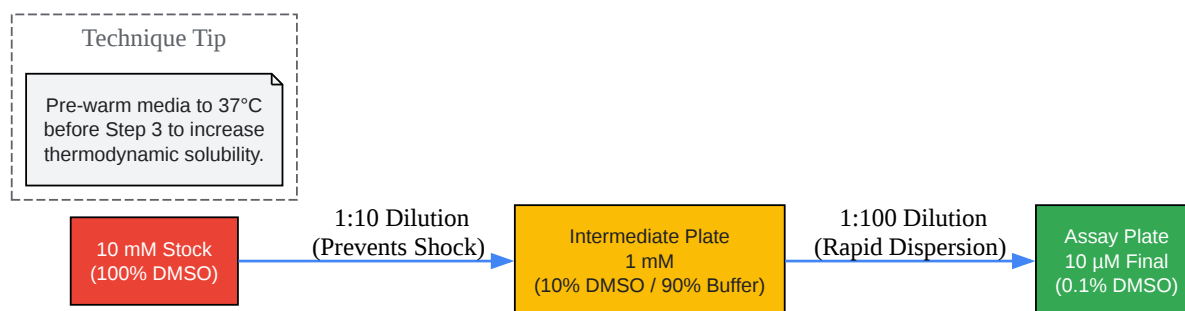 Technique Tip
Pre-warm media to 37°C
before Step 3 to increase
thermodynamic solubility.
10 mM Stock
(100% DMSO)
1:10 Dilution
(Prevents Shock)
Intermediate Plate
1 mM
(10% DMSO / 90% Buffer)
1:100 Dilution
(Rapid Dispersion)
Assay Plate
10 µM Final
(0.1% DMSO)